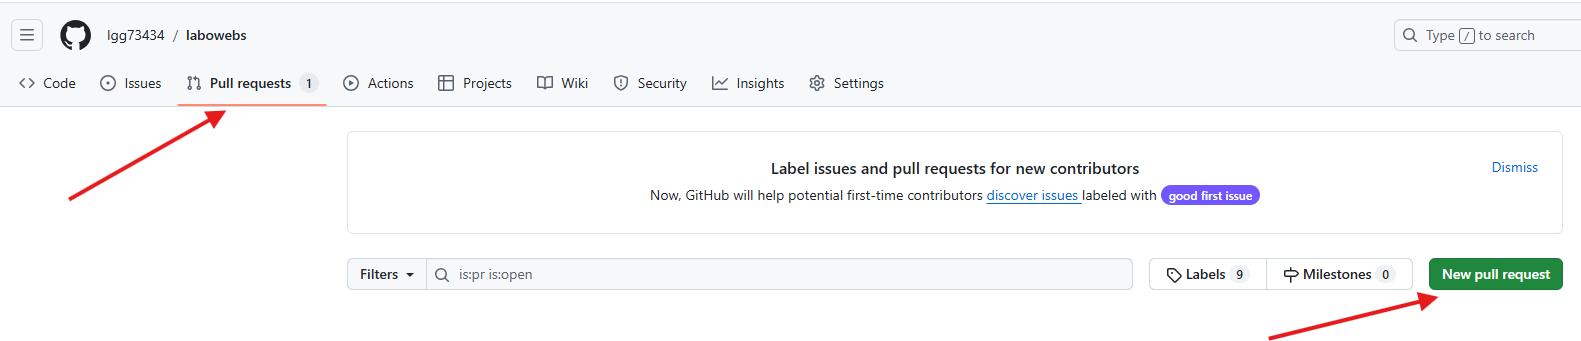 lgg73434 / labowebs
Type / to search
Code Issues Pull requests 1 Actions Projects Wiki Security Insights Settings
Label issues and pull requests for new contributors
Dismiss
Now, GitHub will help potential first-time contributors discover issues labeled with good first issue
Filters is:pr is:open Labels 9 Milestones 0 New pull request